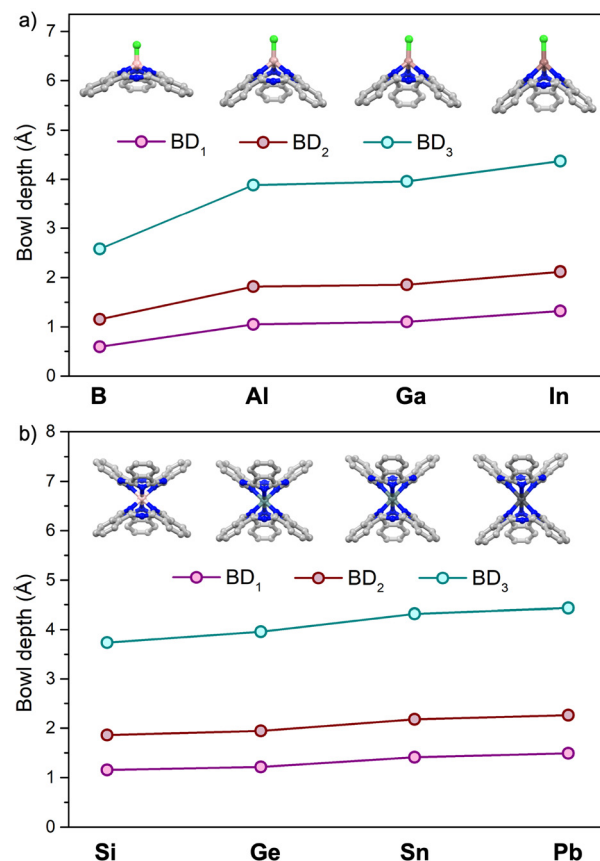 a)
7
6
5
4
3
2
1
0
Bowl depth (Å)
BD₁ BD₂ BD₃
B Al Ga In
b)
8
7
6
5
4
3
2
1
0
Bowl depth (Å)
BD₁ BD₂ BD₃
Si Ge Sn Pb